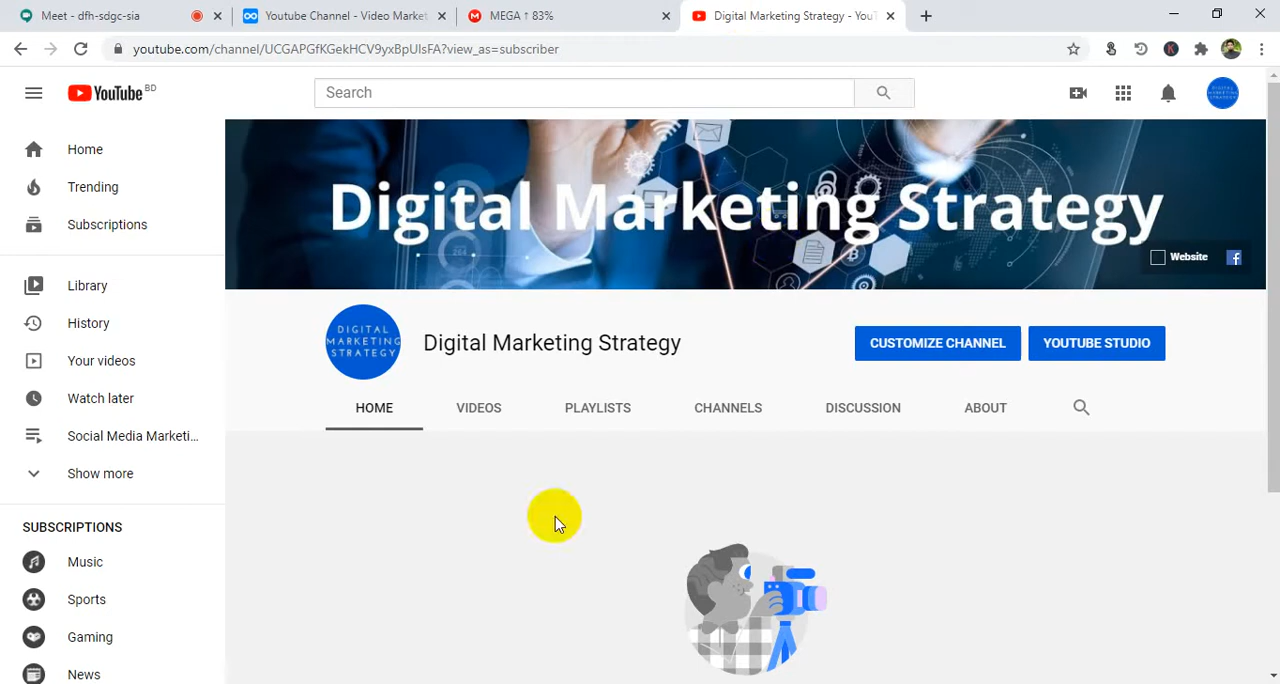 Meet - dfh-sdgc-sia
Youtube Channel - Video Market
MEGA ↑ 83%
Digital Marketing Strategy - YouT
youtube.com/channel/UCGAPGfKGekHCV9yxBpUIsFA?view_as=subscriber
YouTube BD
Search
Home
Trending
Subscriptions
Library
History
Your videos
Watch later
Social Media Marketi...
Show more
SUBSCRIPTIONS
Music
Sports
Gaming
News
Digital Marketing Strategy
Website
DIGITAL
MARKETING
STRATEGY
Digital Marketing Strategy
CUSTOMIZE CHANNEL
YOUTUBE STUDIO
HOME
VIDEOS
PLAYLISTS
CHANNELS
DISCUSSION
ABOUT